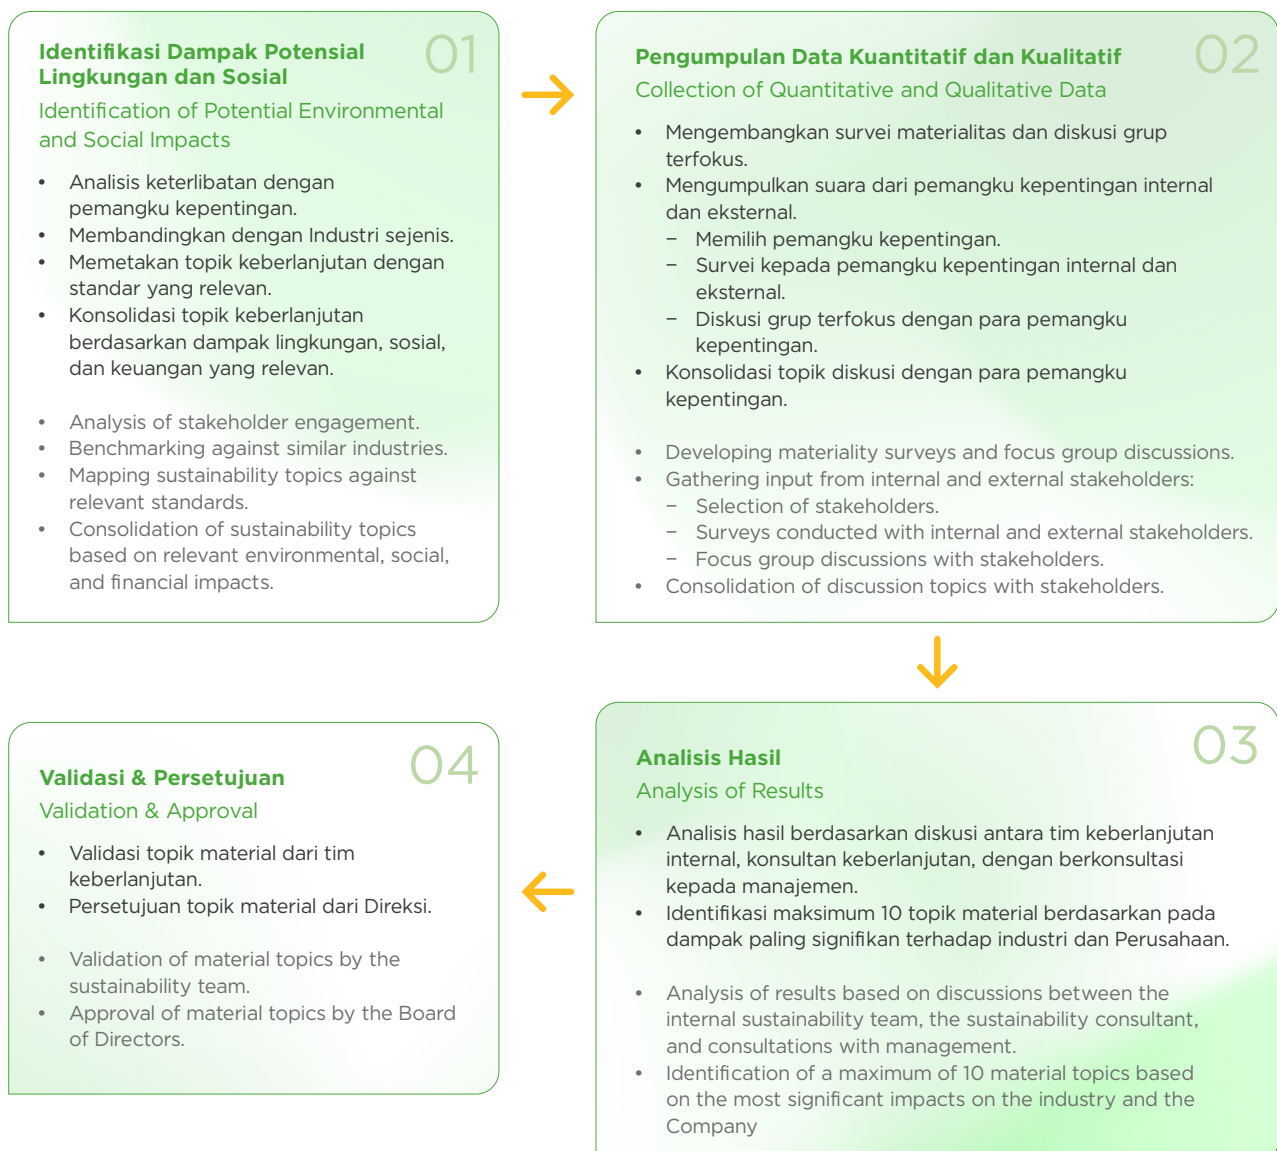 01
Identifikasi Dampak Potensial
Lingkungan dan Sosial
Identification of Potential Environmental
and Social Impacts
• Analisis keterlibatan dengan
pemangku kepentingan.
• Membandingkan dengan Industri sejenis.
• Memetakan topik keberlanjutan dengan
standar yang relevan.
• Konsolidasi topik keberlanjutan
berdasarkan dampak lingkungan, sosial,
dan keuangan yang relevan.
• Analysis of stakeholder engagement.
• Benchmarking against similar industries.
• Mapping sustainability topics against
relevant standards.
• Consolidation of sustainability topics
based on relevant environmental, social,
and financial impacts.
02
Pengumpulan Data Kuantitatif dan Kualitatif
Collection of Quantitative and Qualitative Data
• Mengembangkan survei materialitas dan diskusi grup
terfokus.
• Mengumpulkan suara dari pemangku kepentingan internal
dan eksternal.
– Memilih pemangku kepentingan.
– Survei kepada pemangku kepentingan internal dan
eksternal.
– Diskusi grup terfokus dengan para pemangku
kepentingan.
• Konsolidasi topik diskusi dengan para pemangku
kepentingan.
• Developing materiality surveys and focus group discussions.
• Gathering input from internal and external stakeholders:
– Selection of stakeholders.
– Surveys conducted with internal and external stakeholders.
– Focus group discussions with stakeholders.
• Consolidation of discussion topics with stakeholders.
03
Analisis Hasil
Analysis of Results
• Analisis hasil berdasarkan diskusi antara tim keberlanjutan
internal, konsultan keberlanjutan, dengan berkonsultasi
kepada manajemen.
• Identifikasi maksimum 10 topik material berdasarkan pada
dampak paling signifikan terhadap industri dan Perusahaan.
• Analysis of results based on discussions between the
internal sustainability team, the sustainability consultant,
and consultations with management.
• Identification of a maximum of 10 material topics based
on the most significant impacts on the industry and the
Company
04
Validasi & Persetujuan
Validation & Approval
• Validasi topik material dari tim
keberlanjutan.
• Persetujuan topik material dari Direksi.
• Validation of material topics by the
sustainability team.
• Approval of material topics by the Board
of Directors.